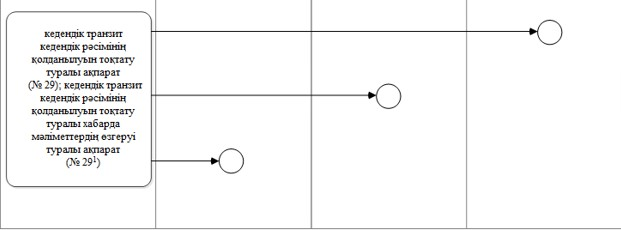 кедендік транзит
кедендік рәсімінің
қолданылуын тоқтату
туралы ақпарат
(№ 29); кедендік транзит
кедендік рәсімінің
қолданылуын тоқтату
туралы хабарда
мәліметтердің өзгеруі
туралы ақпарат
(№ 29¹)